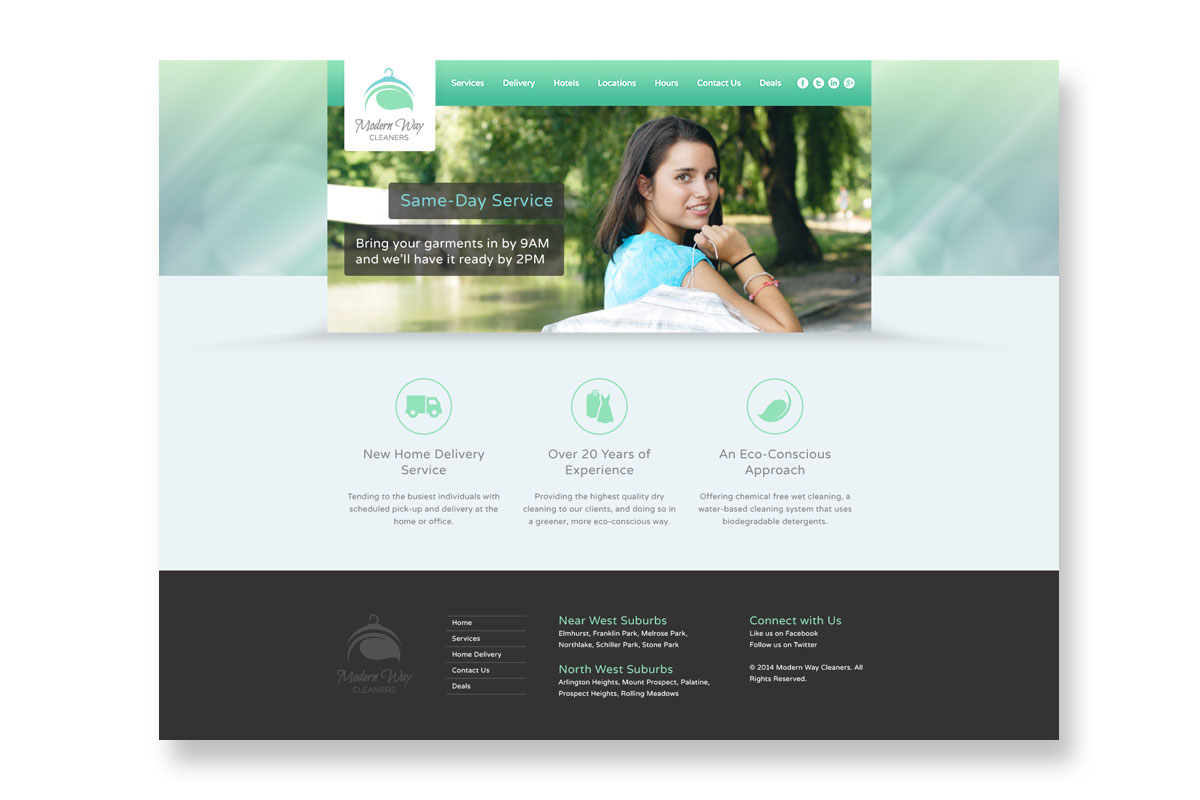 Modern Way
CLEANERS
Services Delivery Hotels Locations Hours Contact Us Deals
Same-Day Service
Bring your garments in by 9AM
and we'll have it ready by 2PM
New Home Delivery
Service
Tending to the busiest individuals with
scheduled pick-up and delivery at the
home or office.
Over 20 Years of
Experience
Providing the highest quality dry
cleaning to our clients, and doing so in
a greener, more eco-conscious way.
An Eco-Conscious
Approach
Offering chemical free wet cleaning, a
water-based cleaning system that uses
biodegradable detergents.
Modern Way
CLEANERS
Home
Services
Home Delivery
Contact Us
Deals
Near West Suburbs
Elmhurst, Franklin Park, Melrose Park,
Northlake, Schiller Park, Stone Park
North West Suburbs
Arlington Heights, Mount Prospect, Palatine,
Prospect Heights, Rolling Meadows
Connect with Us
Like us on Facebook
Follow us on Twitter
© 2014 Modern Way Cleaners. All
Rights Reserved.